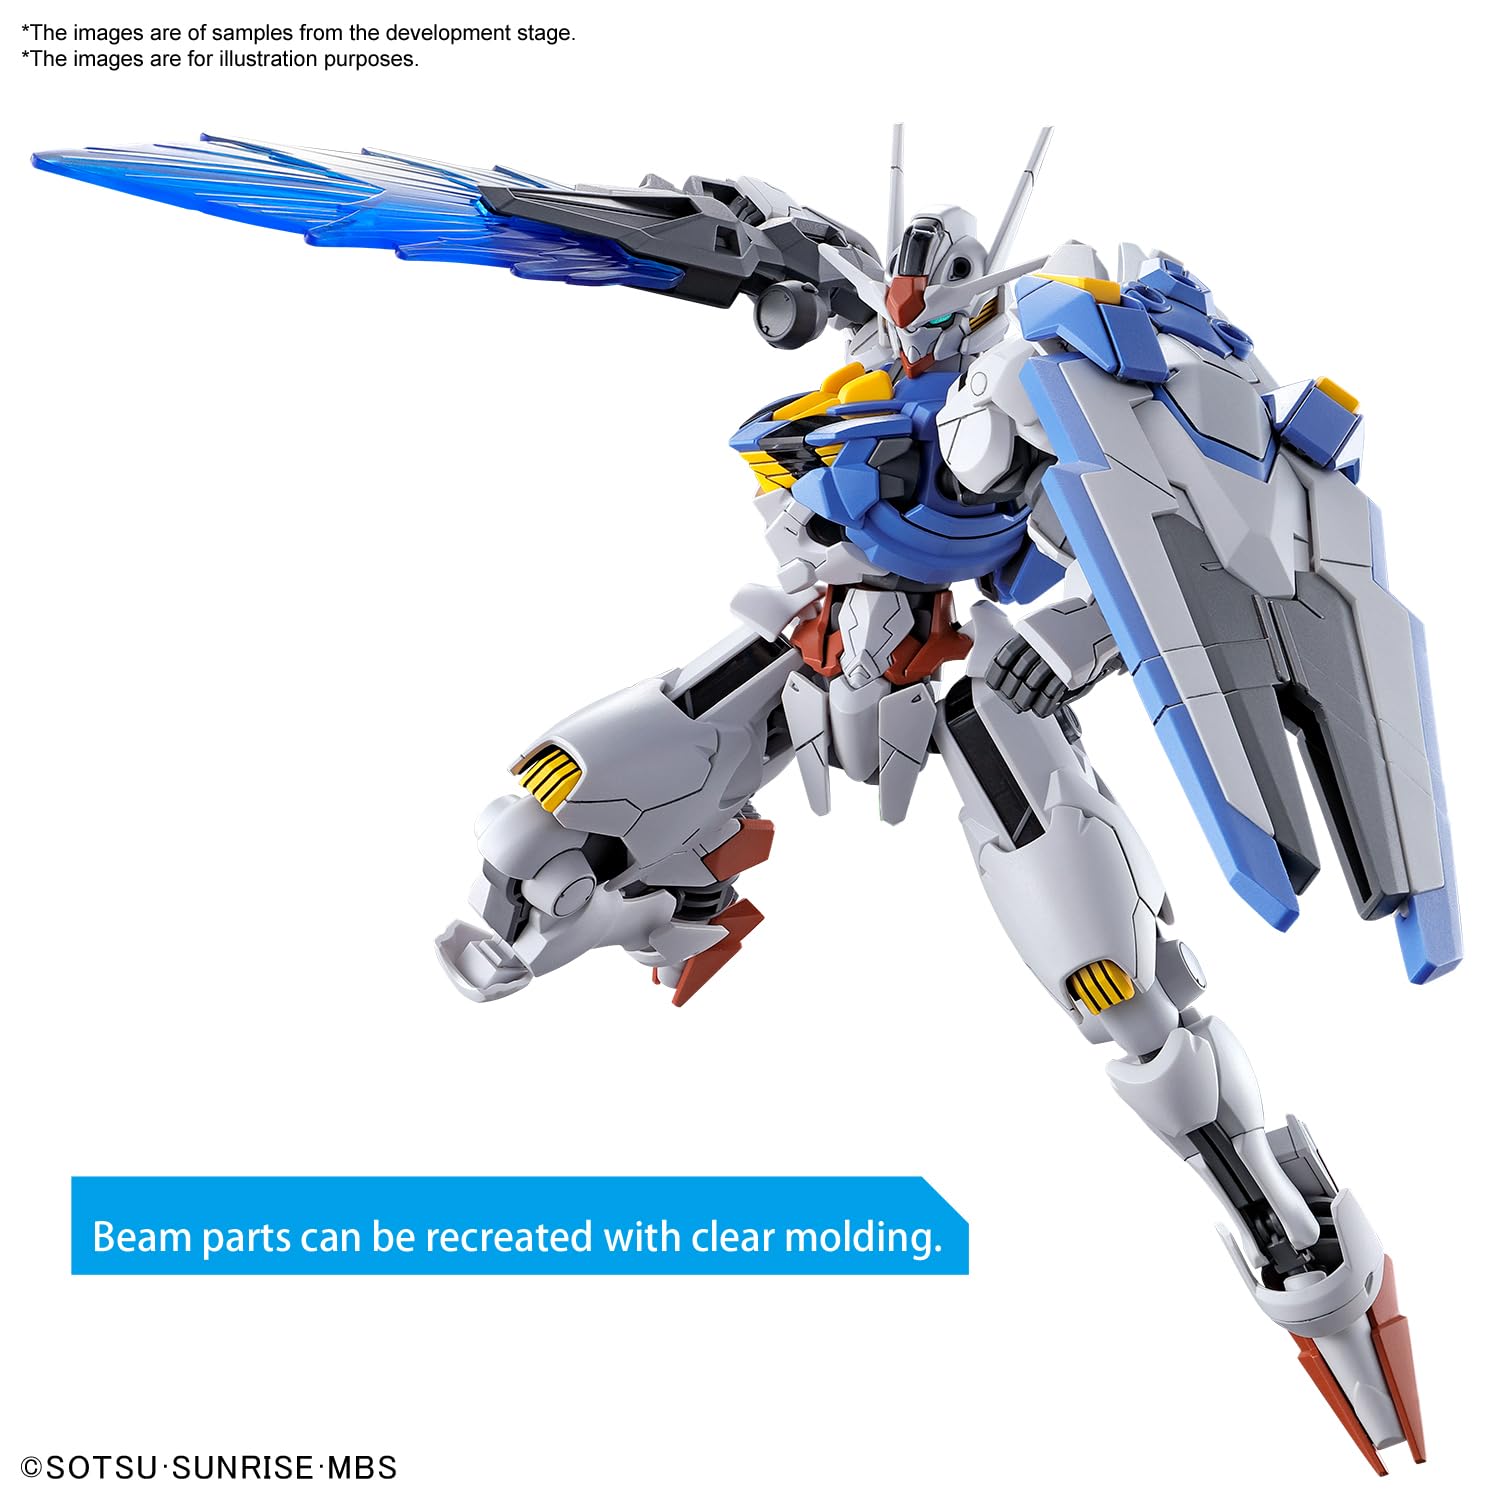 *The images are of samples from the development stage.
*The images are for illustration purposes.
Beam parts can be recreated with clear molding.
©SOTSU·SUNRISE·MBS